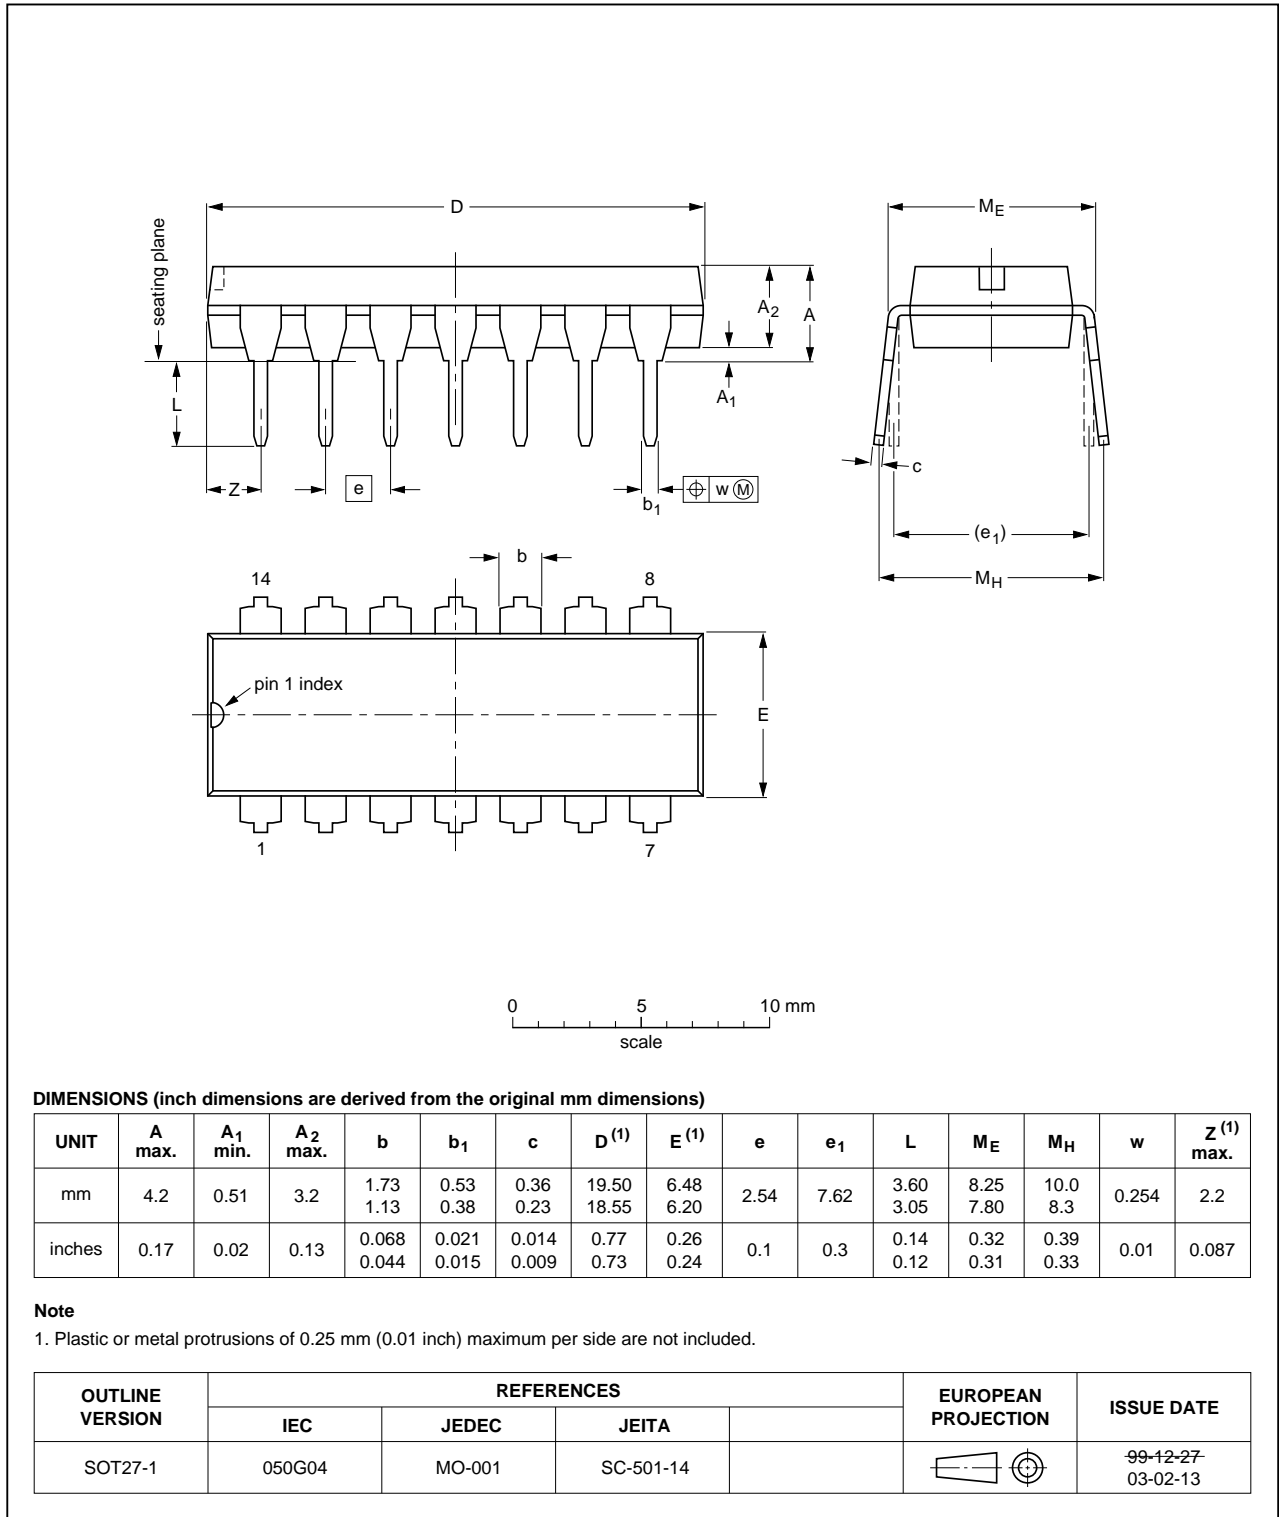 D
ME
seating plane
A2
A
A1
L
c
Z
e
b1
w M
(e1)
MH
b
14
8
pin 1 index
E
1
7
0 5 10 mm
scale
DIMENSIONS (inch dimensions are derived from the original mm dimensions)
UNIT A max. A1 min. A2 max. b b1 c D(1) E(1) e e1 L ME MH w Z(1) max.
mm 4.2 0.51 3.2 1.73 1.13 0.53 0.38 0.36 0.23 19.50 18.55 6.48 6.20 2.54 7.62 3.60 3.05 8.25 7.80 10.0 8.3 0.254 2.2
inches 0.17 0.02 0.13 0.068 0.044 0.021 0.015 0.014 0.009 0.77 0.73 0.26 0.24 0.1 0.3 0.14 0.12 0.32 0.31 0.39 0.33 0.01 0.087
Note
1. Plastic or metal protrusions of 0.25 mm (0.01 inch) maximum per side are not included.
OUTLINE VERSION REFERENCES EUROPEAN PROJECTION ISSUE DATE
IEC JEDEC JEITA
SOT27-1 050G04 MO-001 SC-501-14 99-12-27
03-02-13